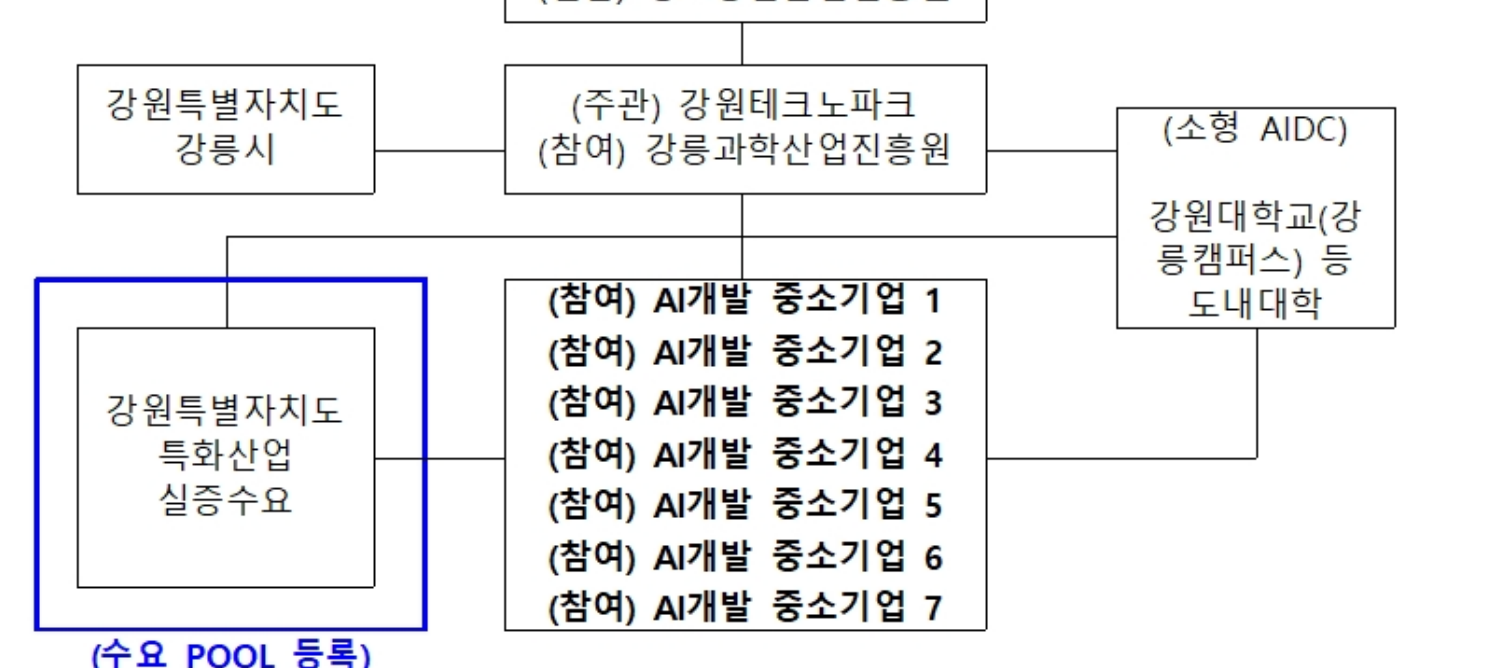 강원특별자치도
강릉시
(주관) 강원테크노파크
(참여) 강릉과학산업진흥원
(소형 AIDC)
강원대학교(강
릉캠퍼스) 등
도내대학
강원특별자치도
특화산업
실증수요
(참여) AI개발 중소기업 1
(참여) AI개발 중소기업 2
(참여) AI개발 중소기업 3
(참여) AI개발 중소기업 4
(참여) AI개발 중소기업 5
(참여) AI개발 중소기업 6
(참여) AI개발 중소기업 7
(수요 POOL 등록)